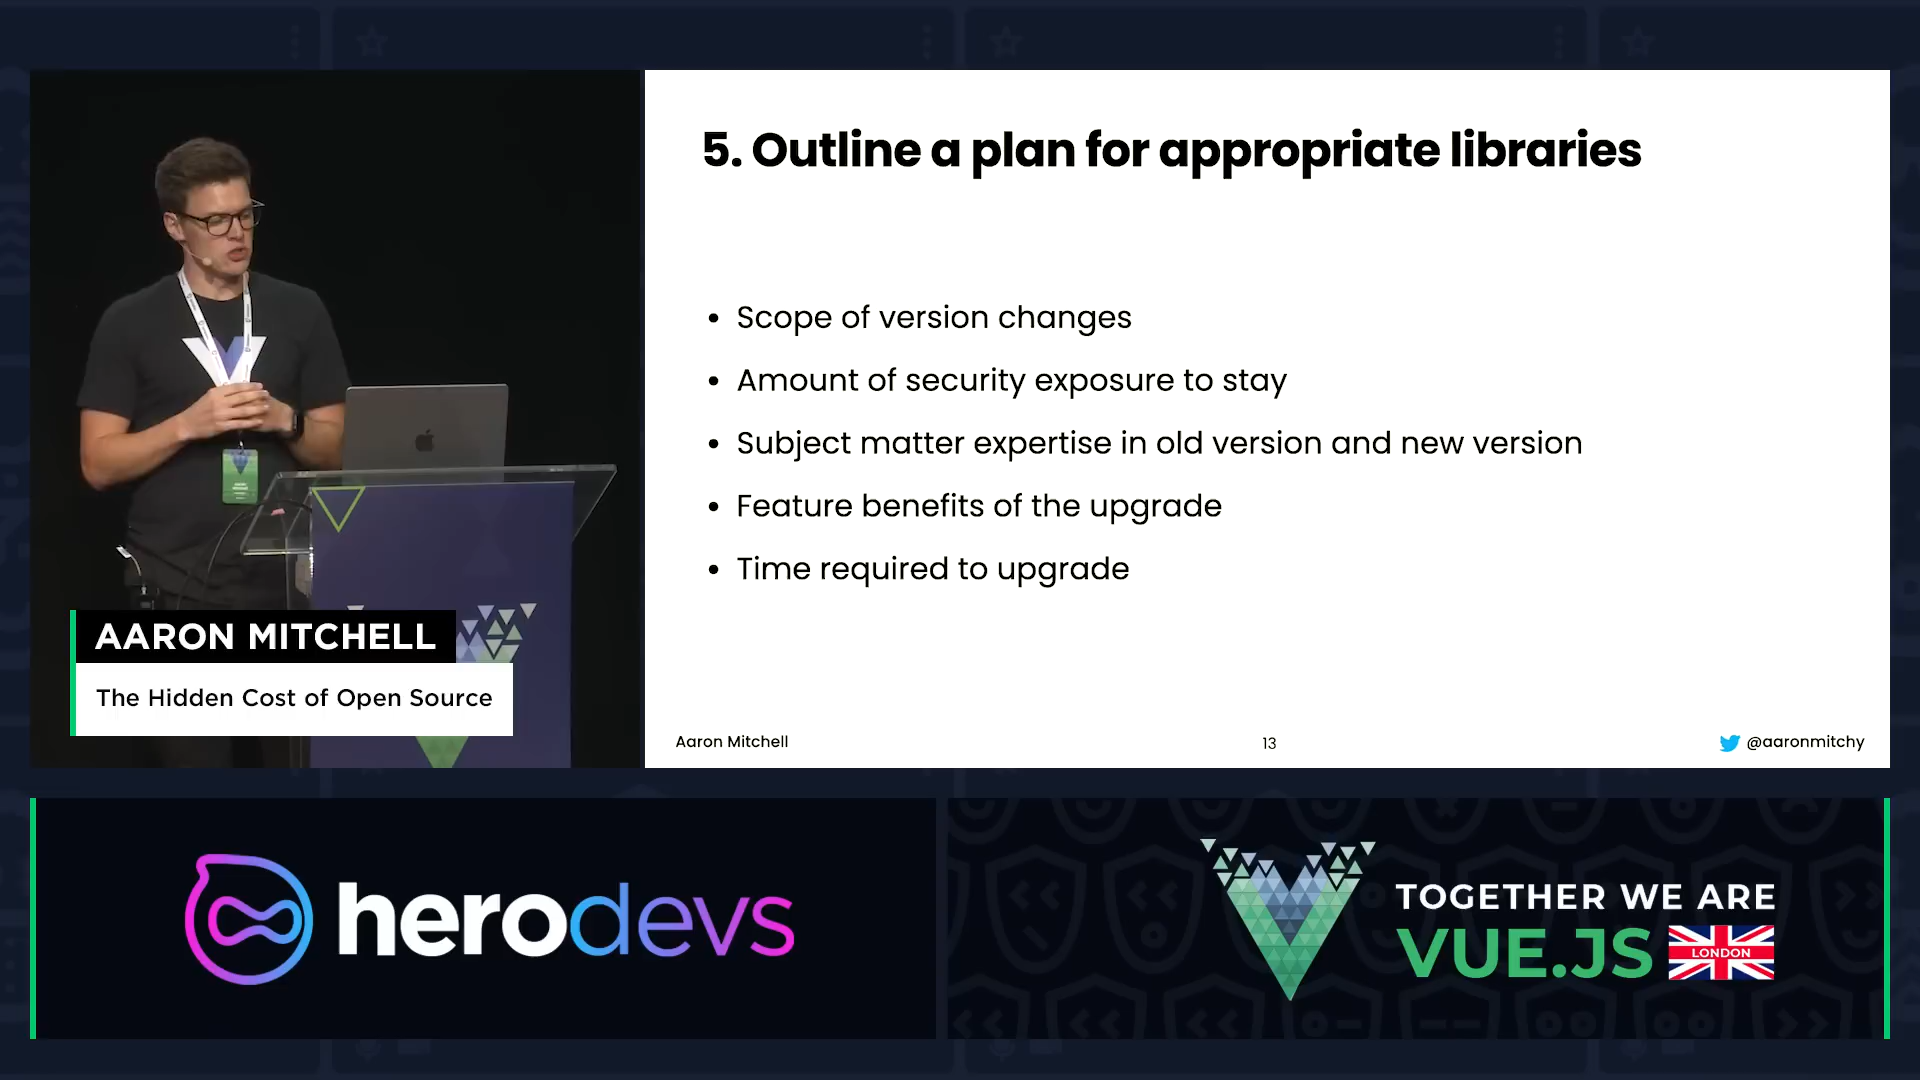 5. Outline a plan for appropriate libraries
• Scope of version changes
• Amount of security exposure to stay
• Subject matter expertise in old version and new version
• Feature benefits of the upgrade
• Time required to upgrade
Aaron Mitchell
13
@aaronmitchy
AARON MITCHELL
The Hidden Cost of Open Source
herodevs
TOGETHER WE ARE
VUE.JS
LONDON